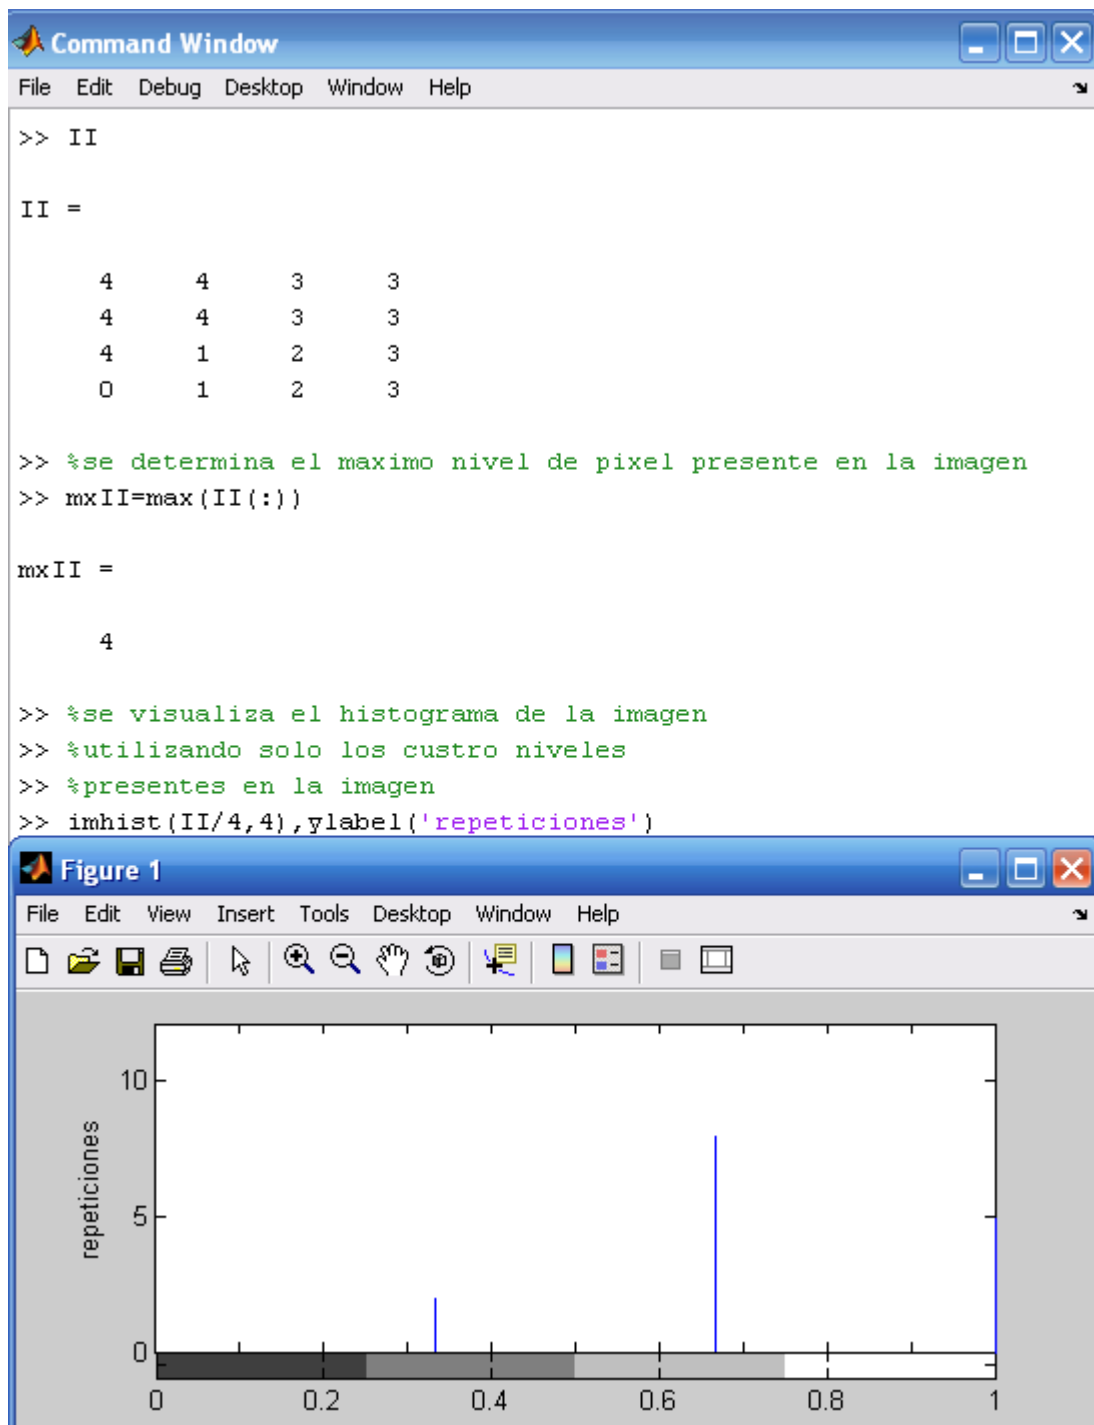 Command Window
File Edit Debug Desktop Window Help
>> II
II =
4 4 3 3
4 4 3 3
4 1 2 3
0 1 2 3
>> %se determina el maximo nivel de pixel presente en la imagen
>> mxII=max(II(:))
mxII =
4
>> %se visualiza el histograma de la imagen
>> %utilizando solo los custro niveles
>> %presentes en la imagen
>> imhist(II/4,4),ylabel('repeticiones')
Figure 1
File Edit View Insert Tools Desktop Window Help
10
5
0
repeticiones
0 0.2 0.4 0.6 0.8 1